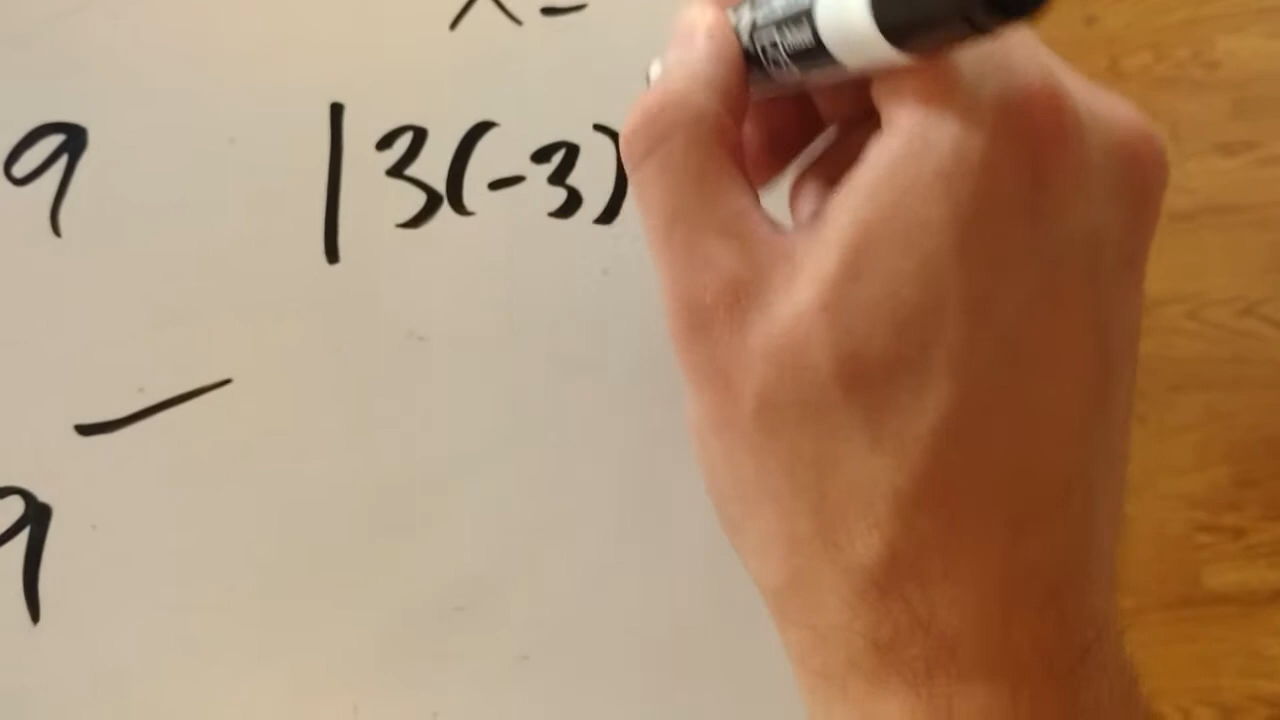 x =
9 |3(-3)
9